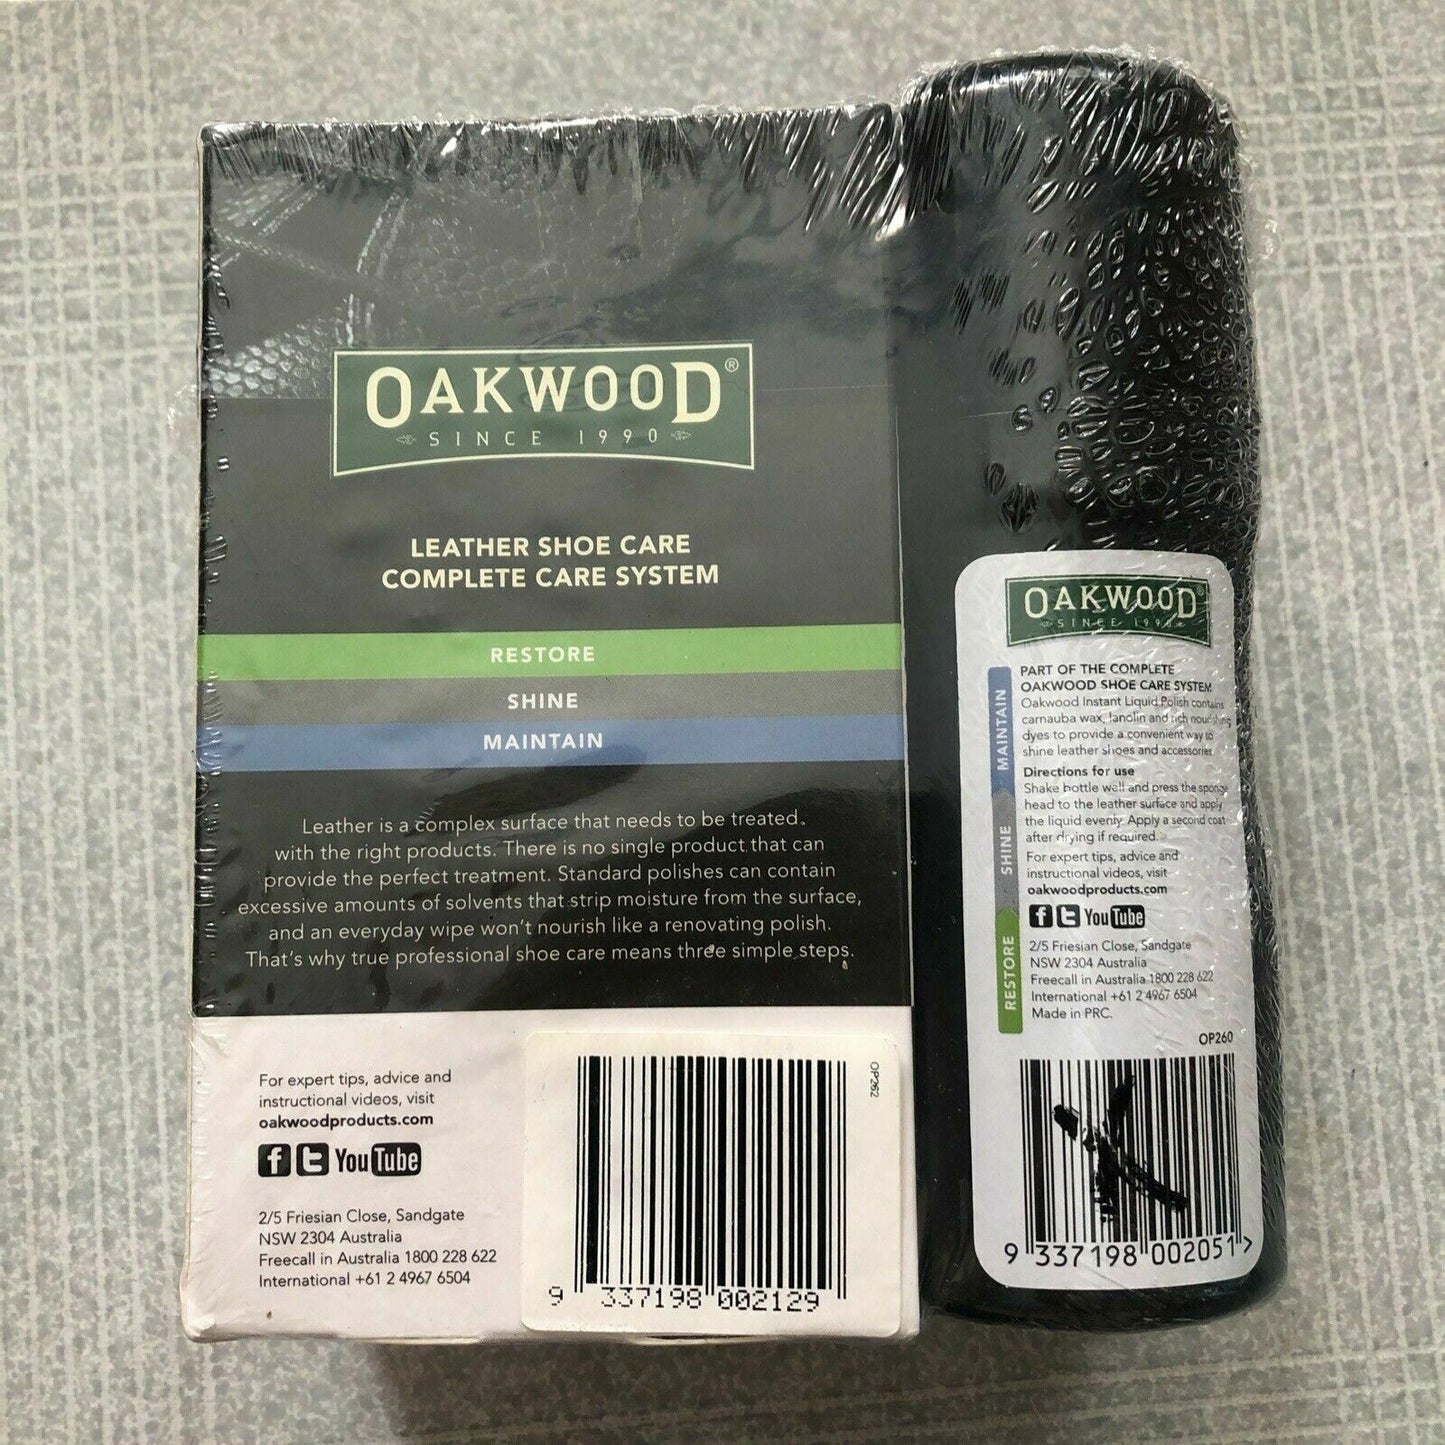 OAKWOOD®
SINCE 1990
LEATHER SHOE CARE
COMPLETE CARE SYSTEM
RESTORE
SHINE
MAINTAIN
Leather is a complex surface that needs to be treated
with the right products. There is no single product that can
provide the perfect treatment. Standard polishes can contain
excessive amounts of solvents that strip moisture from the surface,
and an everyday wipe won't nourish like a renovating polish.
That's why true professional shoe care means three simple steps.
For expert tips, advice and
instructional videos, visit
oakwoodproducts.com
f t YouTube
2/5 Friesian Close, Sandgate
NSW 2304 Australia
Freecall in Australia 1800 228 622
International +61 2 4967 6504
OP262
9 337198 002129
OAKWOOD®
SINCE 1990
MAINTAIN
SHINE
RESTORE
PART OF THE COMPLETE
OAKWOOD SHOE CARE SYSTEM
Oakwood Instant Liquid Polish contains
carnauba wax, lanolin and rich nourishing
dyes to provide a convenient way to
shine leather shoes and accessories.
Directions for use
Shake bottle well and press the sponge
head to the leather surface and apply
the liquid evenly. Apply a second coat
after drying if required.
For expert tips, advice and
instructional videos, visit
oakwoodproducts.com
f t YouTube
2/5 Friesian Close, Sandgate
NSW 2304 Australia
Freecall in Australia 1800 228 622
International +61 2 4967 6504
Made in PRC.
OP260
9 337198 002051 >